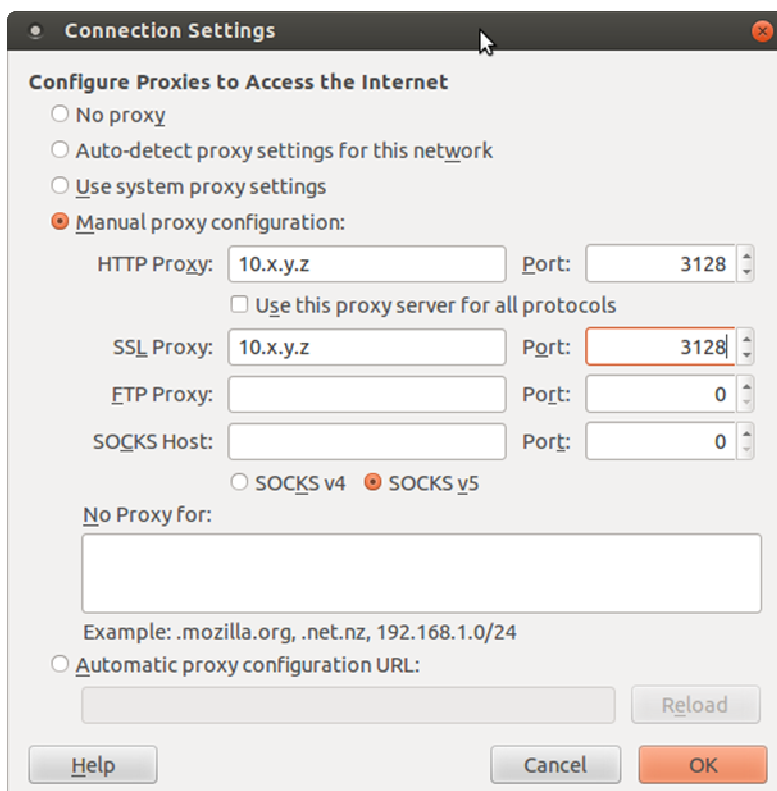 Connection Settings
Configure Proxies to Access the Internet
No proxy
Auto-detect proxy settings for this network
Use system proxy settings
Manual proxy configuration:
HTTP Proxy: 10.x.y.z Port: 3128
Use this proxy server for all protocols
SSL Proxy: 10.x.y.z Port: 3128
FTP Proxy: Port: 0
SOCKS Host: Port: 0
SOCKS v4 SOCKS v5
No Proxy for:
Example: .mozilla.org, .net.nz, 192.168.1.0/24
Automatic proxy configuration URL:
Reload
Help Cancel OK